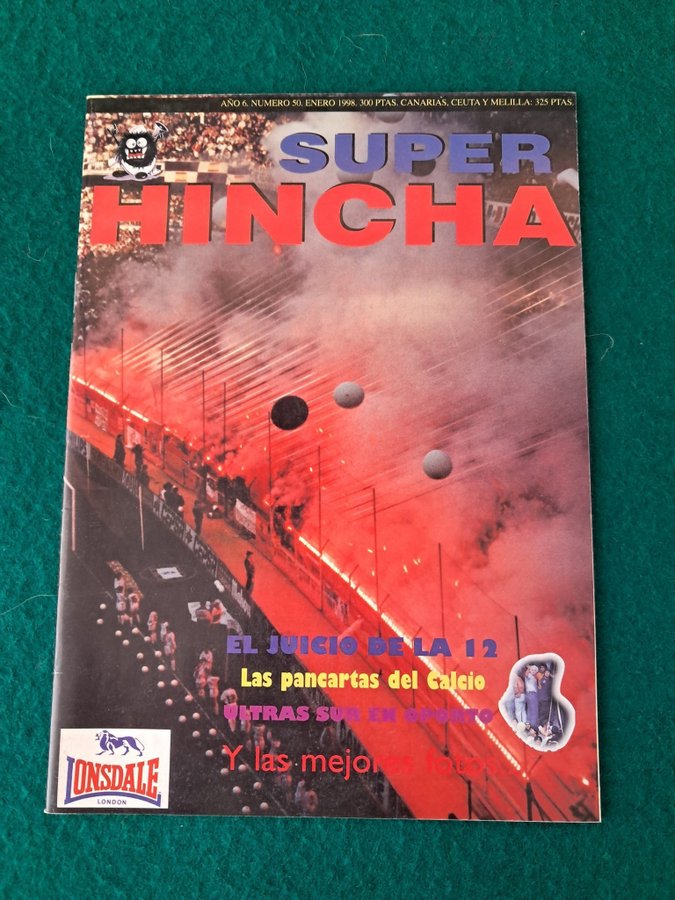 AÑO 6. NUMERO 50. ENERO 1998. 300 PTAS. CANARIAS, CEUTA Y MELILLA: 325 PTAS.
SUPER
HINCHA
EL JUICIO DE LA 12
Las pancartas del Calcio
ULTRAS SUR EN OPORTO
Y las mejores fotos
LONSDALE
LONDON